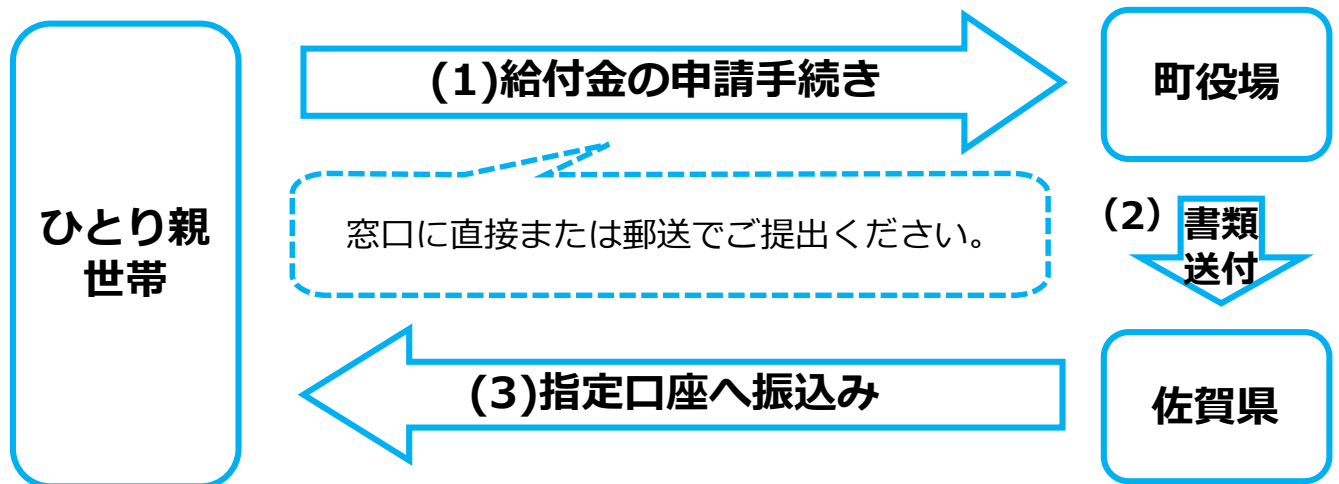 (1)給付金の申請手続き
町役場
窓口に直接または郵送でご提出ください。
ひとり親
世帯
(2)
書類
送付
(3)指定口座へ振込み
佐賀県